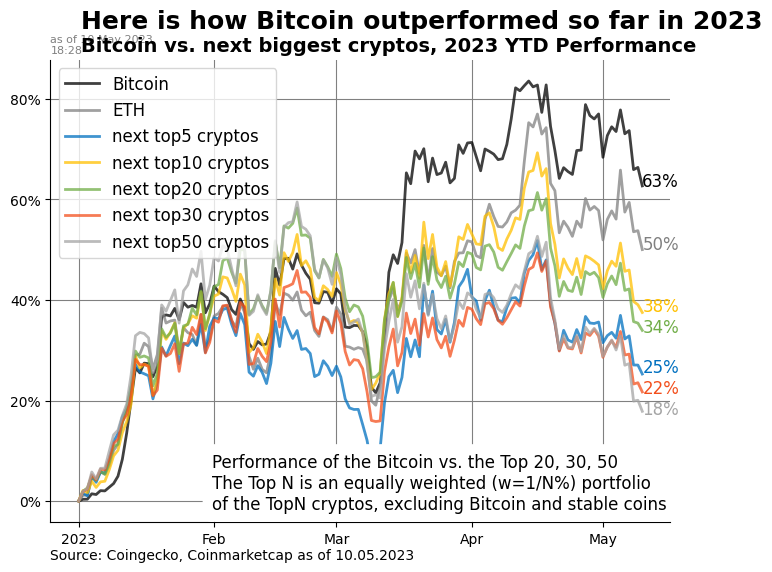 Here is how Bitcoin outperformed so far in 2023
as of 10 May 2023
18:28
Bitcoin vs. next biggest cryptos, 2023 YTD Performance
Bitcoin
ETH
next top5 cryptos
next top10 cryptos
next top20 cryptos
next top30 cryptos
next top50 cryptos
80%
60%
40%
20%
0%
63%
50%
38%
34%
25%
22%
18%
Performance of the Bitcoin vs. the Top 20, 30, 50
The Top N is an equally weighted (w=1/N%) portfolio
of the TopN cryptos, excluding Bitcoin and stable coins
2023 Feb Mar Apr May
Source: Coingecko, Coinmarketcap as of 10.05.2023